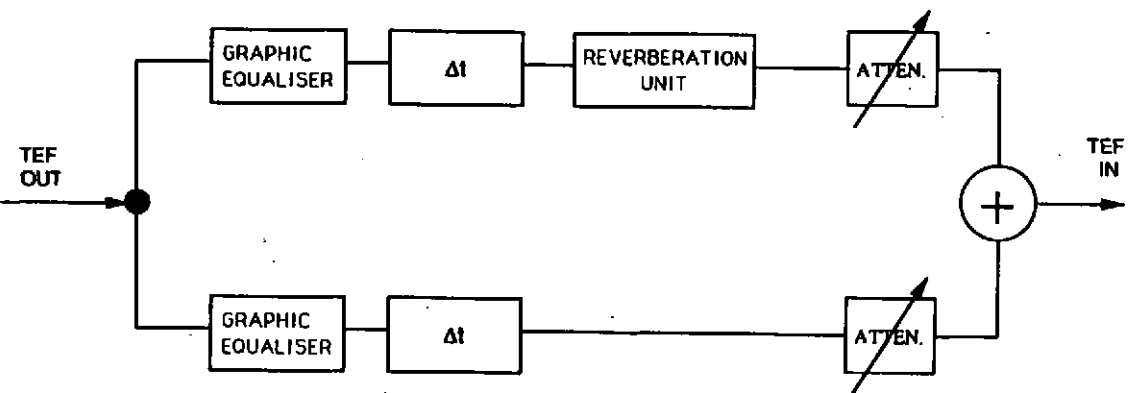 GRAPHIC
EQUALISER
Δt
REVERBERATION
UNIT
ATTEN.
TEF
OUT
TEF
IN
+
GRAPHIC
EQUALISER
Δt
ATTEN.